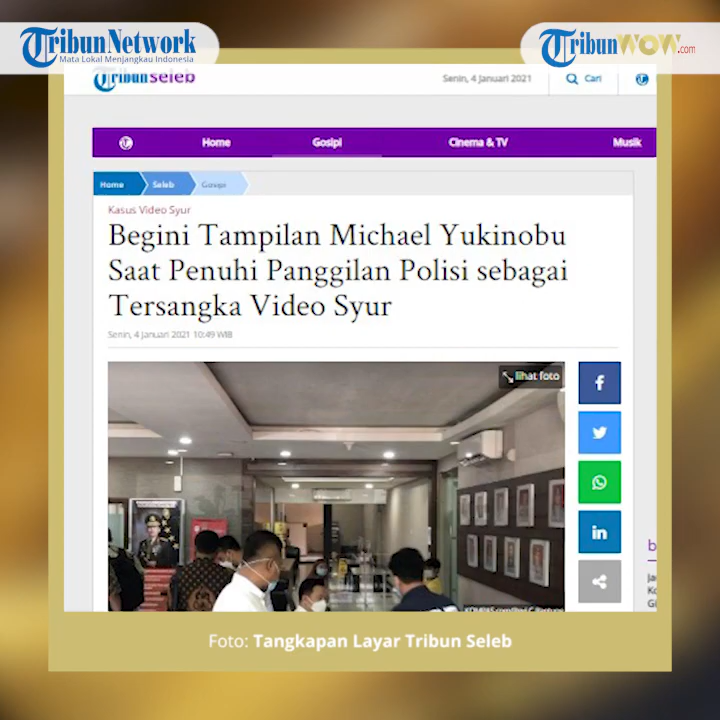 TribunNetwork
Mata Lokal Menjangkau Indonesia
TribunWOW.com
Tribunseleb
Senin, 4 Januari 2021
Cari
Home
Gosipi
Cinema & TV
Musik
Home
Seleb
Gosipi
Kasus Video Syur
Begini Tampilan Michael Yukinobu
Saat Penuhi Panggilan Polisi sebagai
Tersangka Video Syur
Senin, 4 Januari 2021 10:49 WIB
lihat foto
Foto: Tangkapan Layar Tribun Seleb